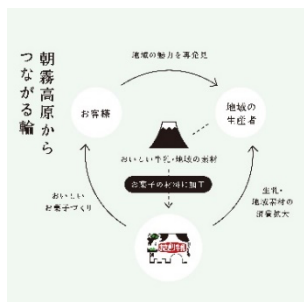 朝霧高原から
つながる輪
地域の魅力を再発見
お客様
地域の
生産者
おいしい牛乳・地域の素材
お菓子の材料に加工
おいしい
お菓子づくり
生乳・
地域素材の
消費拡大